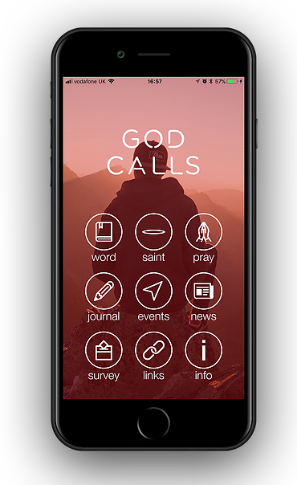 vodafone UK 16:57 57%
GOD
CALLS
word saint pray
journal events news
survey links info